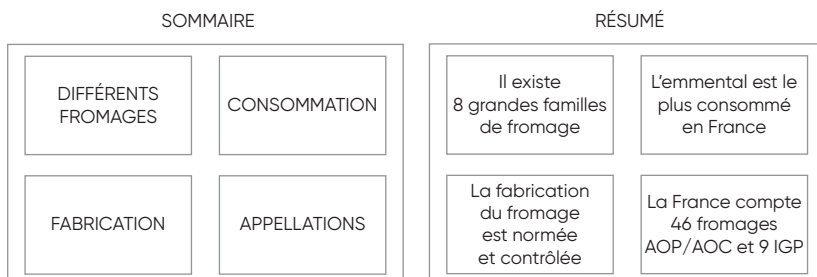 SOMMAIRE
DIFFÉRENTS
FROMAGES
CONSOMMATION
FABRICATION
APPELLATIONS
RÉSUMÉ
Il existe
8 grandes familles
de fromage
L'emmental est le
plus consommé
en France
La fabrication
du fromage
est normée
et contrôlée
La France compte
46 fromages
AOP/AOC et 9 IGP